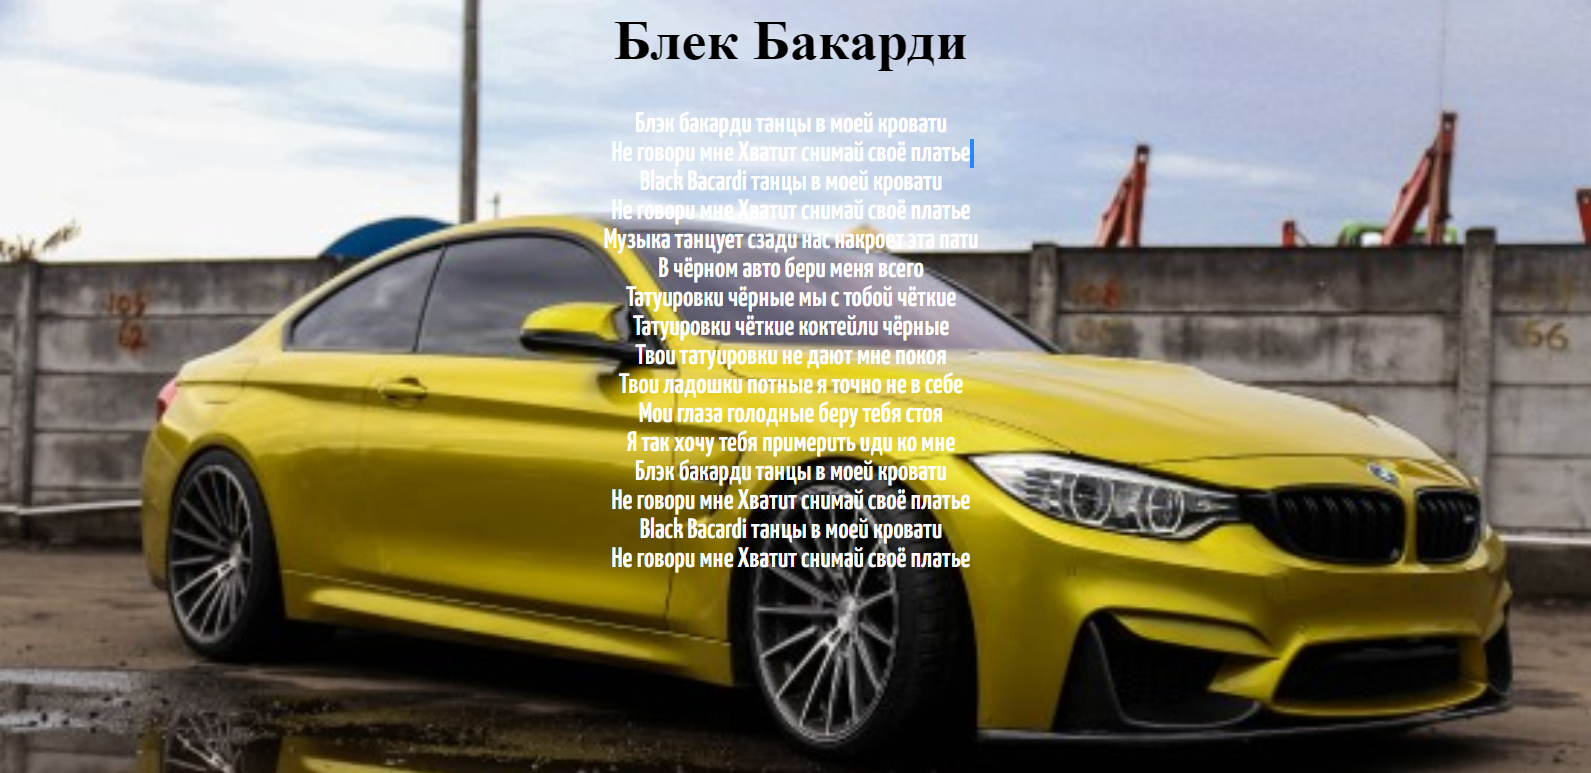 Блек Бакарди
Блэк бакарди танцы в моей кровати
Не говори мне Хватит снимай своё платье
Black Bacardi танцы в моей кровати
Не говори мне Хватит снимай своё платье
Музыка танцует сзади нас накроет эта пати
В чёрном авто бери меня всего
Татуировки чёрные мы с тобой чёткие
Татуировки чёткие коктейли чёрные
Твои татуировки не дают мне покоя
Твои ладошки потные я точно не в себе
Мои глаза голодные беру тебя стоя
Я так хочу тебя примерить иди ко мне
Блэк бакарди танцы в моей кровати
Не говори мне Хватит снимай своё платье
Black Bacardi танцы в моей кровати
Не говори мне Хватит снимай своё платье
66